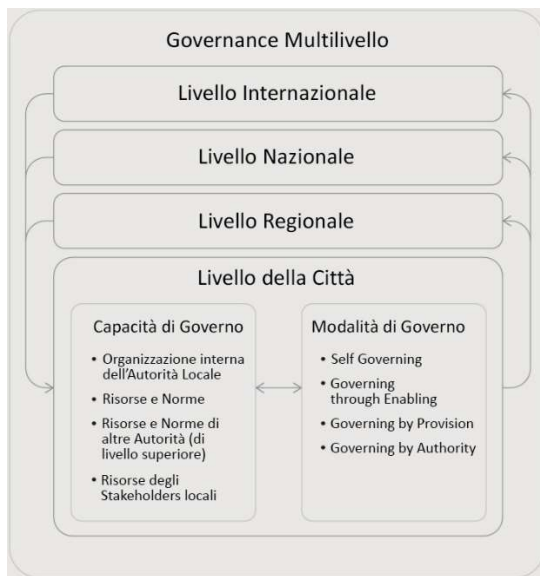 Governance Multilivello
Livello Internazionale
Livello Nazionale
Livello Regionale
Livello della Città
Capacità di Governo
• Organizzazione interna
dell'Autorità Locale
• Risorse e Norme
• Risorse e Norme di
altre Autorità (di
livello superiore)
• Risorse degli
Stakeholders locali
Modalità di Governo
• Self Governing
• Governing
through Enabling
• Governing by Provision
• Governing by Authority